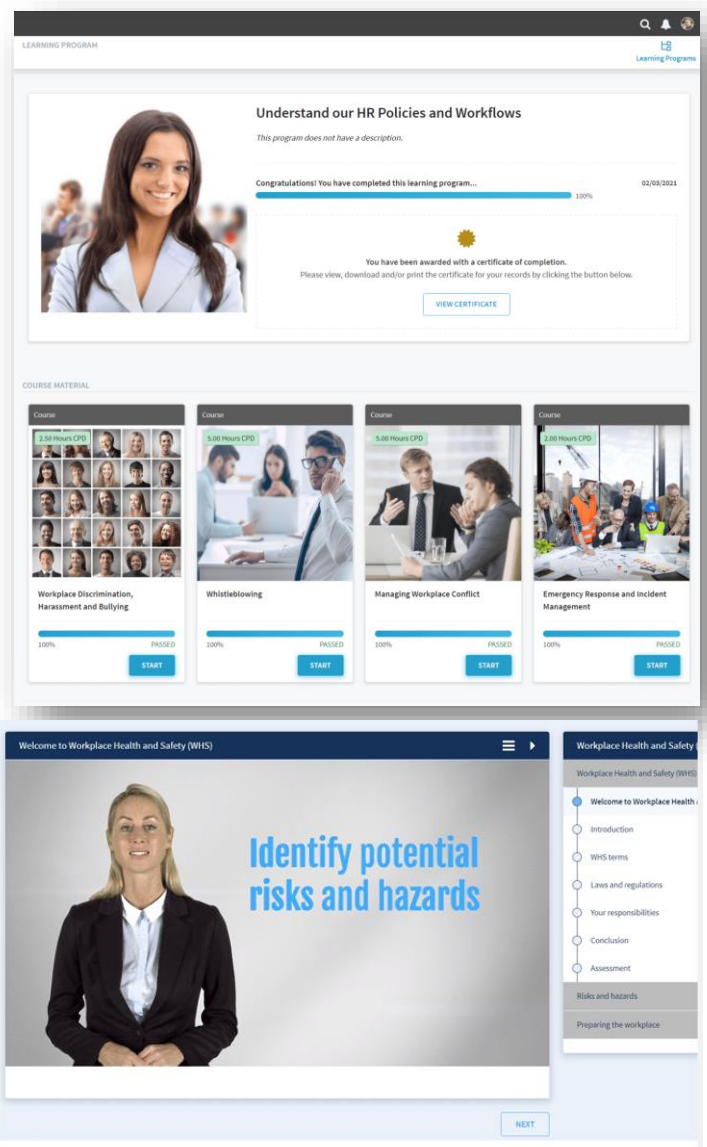 LEARNING PROGRAM
Learning Programs
Understand our HR Policies and Workflows
This program does not have a description.
Congratulations! You have completed this learning program...
02/03/2021
100%
You have been awarded with a certificate of completion.
Please view, download and/or print the certificate for your records by clicking the button below.
VIEW CERTIFICATE
COURSE MATERIAL
Course
2.50 Hours CPD
Workplace Discrimination,
Harassment and Bullying
100%
PASSED
START
Course
5.00 Hours CPD
Whistleblowing
100%
PASSED
START
Course
5.00 Hours CPD
Managing Workplace Conflict
100%
PASSED
START
Course
2.00 Hours CPD
Emergency Response and Incident
Management
100%
PASSED
START
Welcome to Workplace Health and Safety (WHS)
Identify potential
risks and hazards
NEXT
Workplace Health and Safety (
Workplace Health and Safety (WHS)
Welcome to Workplace Health
Introduction
WHS terms
Laws and regulations
Your responsibilities
Conclusion
Assessment
Risks and hazards
Preparing the workplace